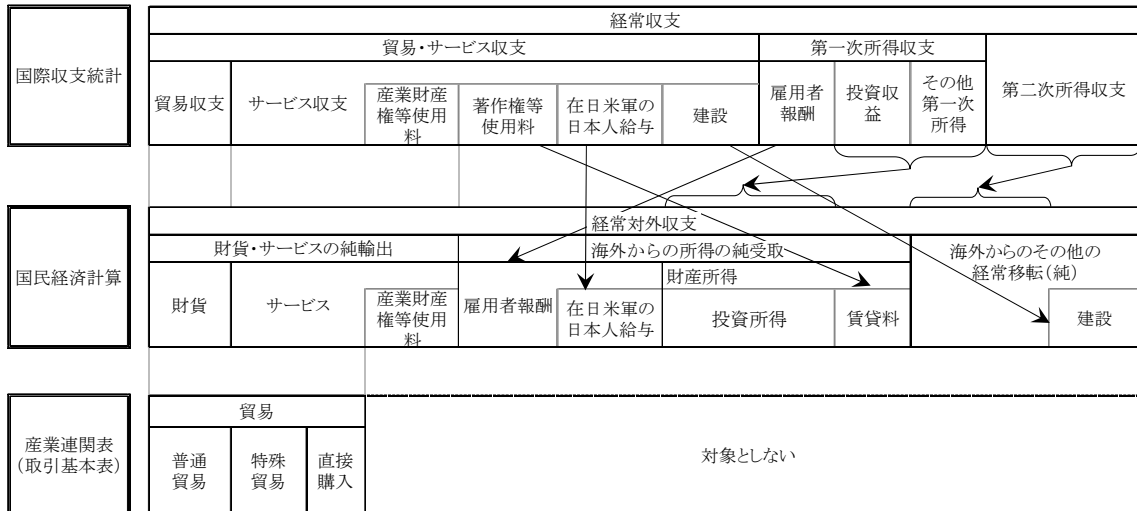 経常収支
貿易・サービス収支
第一次所得収支
国際収支統計
貿易収支
サービス収支
産業財産
権等使用
料
著作権等
使用料
在日米軍の
日本人給与
建設
雇用者
報酬
投資収
益
その他
第一次
所得
第二次所得収支
経常対外収支
財貨・サービスの純輸出
海外からの所得の純受取
海外からのその他の
経常移転(純)
国民経済計算
財貨
サービス
産業財産
権等使用
料
雇用者報酬
在日米軍の
日本人給与
財産所得
投資所得
賃貸料
建設
産業連関表
(取引基本表)
貿易
普通
貿易
特殊
貿易
直接
購入
対象としない